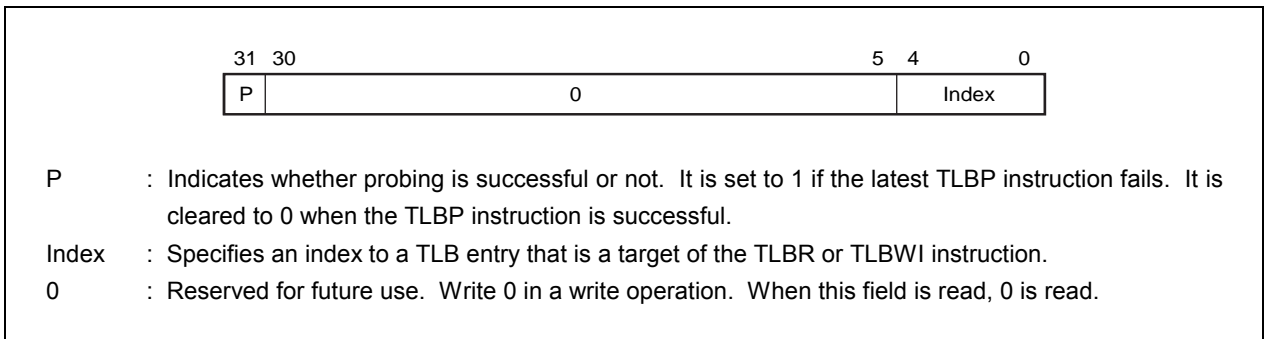 31 30 5 4 0
P 0 Index
P : Indicates whether probing is successful or not. It is set to 1 if the latest TLBP instruction fails. It is
cleared to 0 when the TLBP instruction is successful.
Index : Specifies an index to a TLB entry that is a target of the TLBR or TLBWI instruction.
0 : Reserved for future use. Write 0 in a write operation. When this field is read, 0 is read.